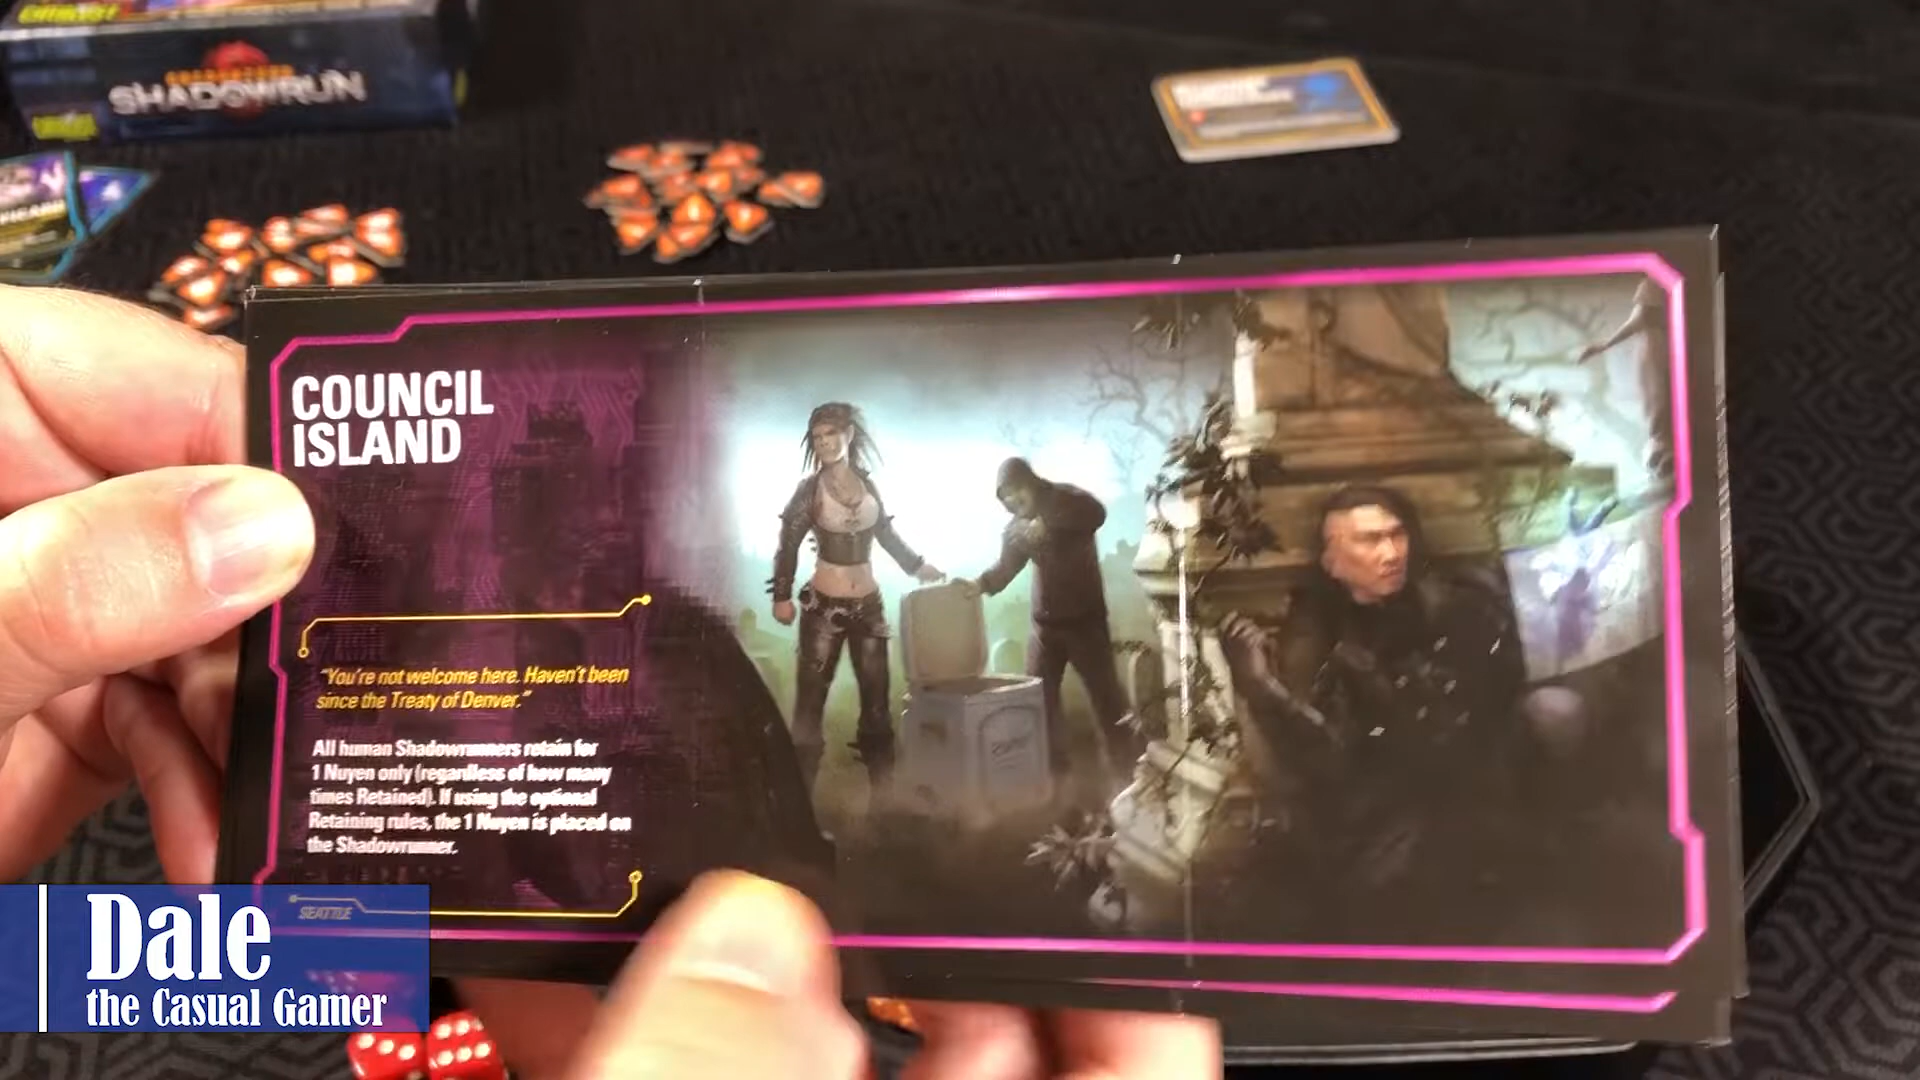 SHADOWRUN
COUNCIL
ISLAND
"You're not welcome here. Haven't been
since the Treaty of Denver."
All human Shadowrunners retain for
1 Nuyen only (regardless of how many
times Retained). If using the optional
Retaining rules, the 1 Nuyen is placed on
the Shadowrunner.
SEATTLE
Dale
the Casual Gamer